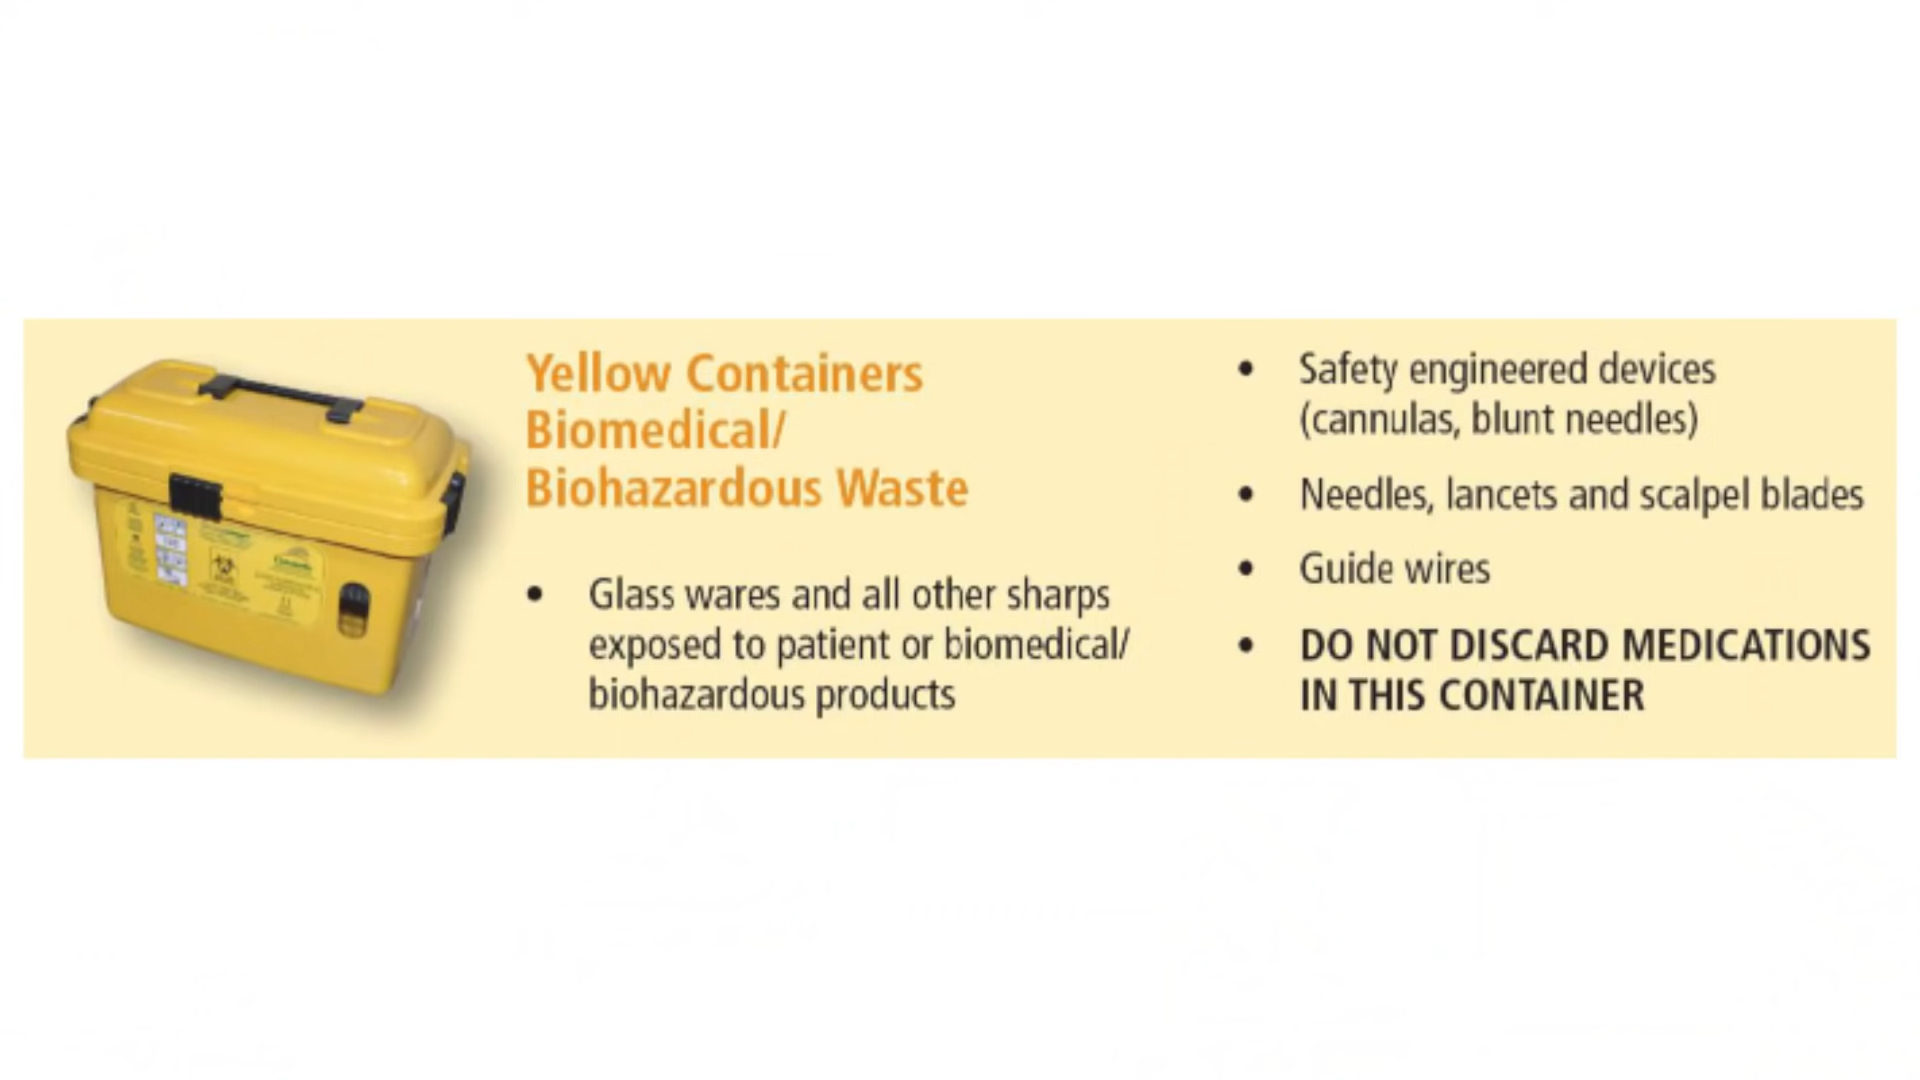 Yellow Containers
Biomedical/
Biohazardous Waste
• Glass wares and all other sharps
exposed to patient or biomedical/
biohazardous products
• Safety engineered devices
(cannulas, blunt needles)
• Needles, lancets and scalpel blades
• Guide wires
• DO NOT DISCARD MEDICATIONS
IN THIS CONTAINER